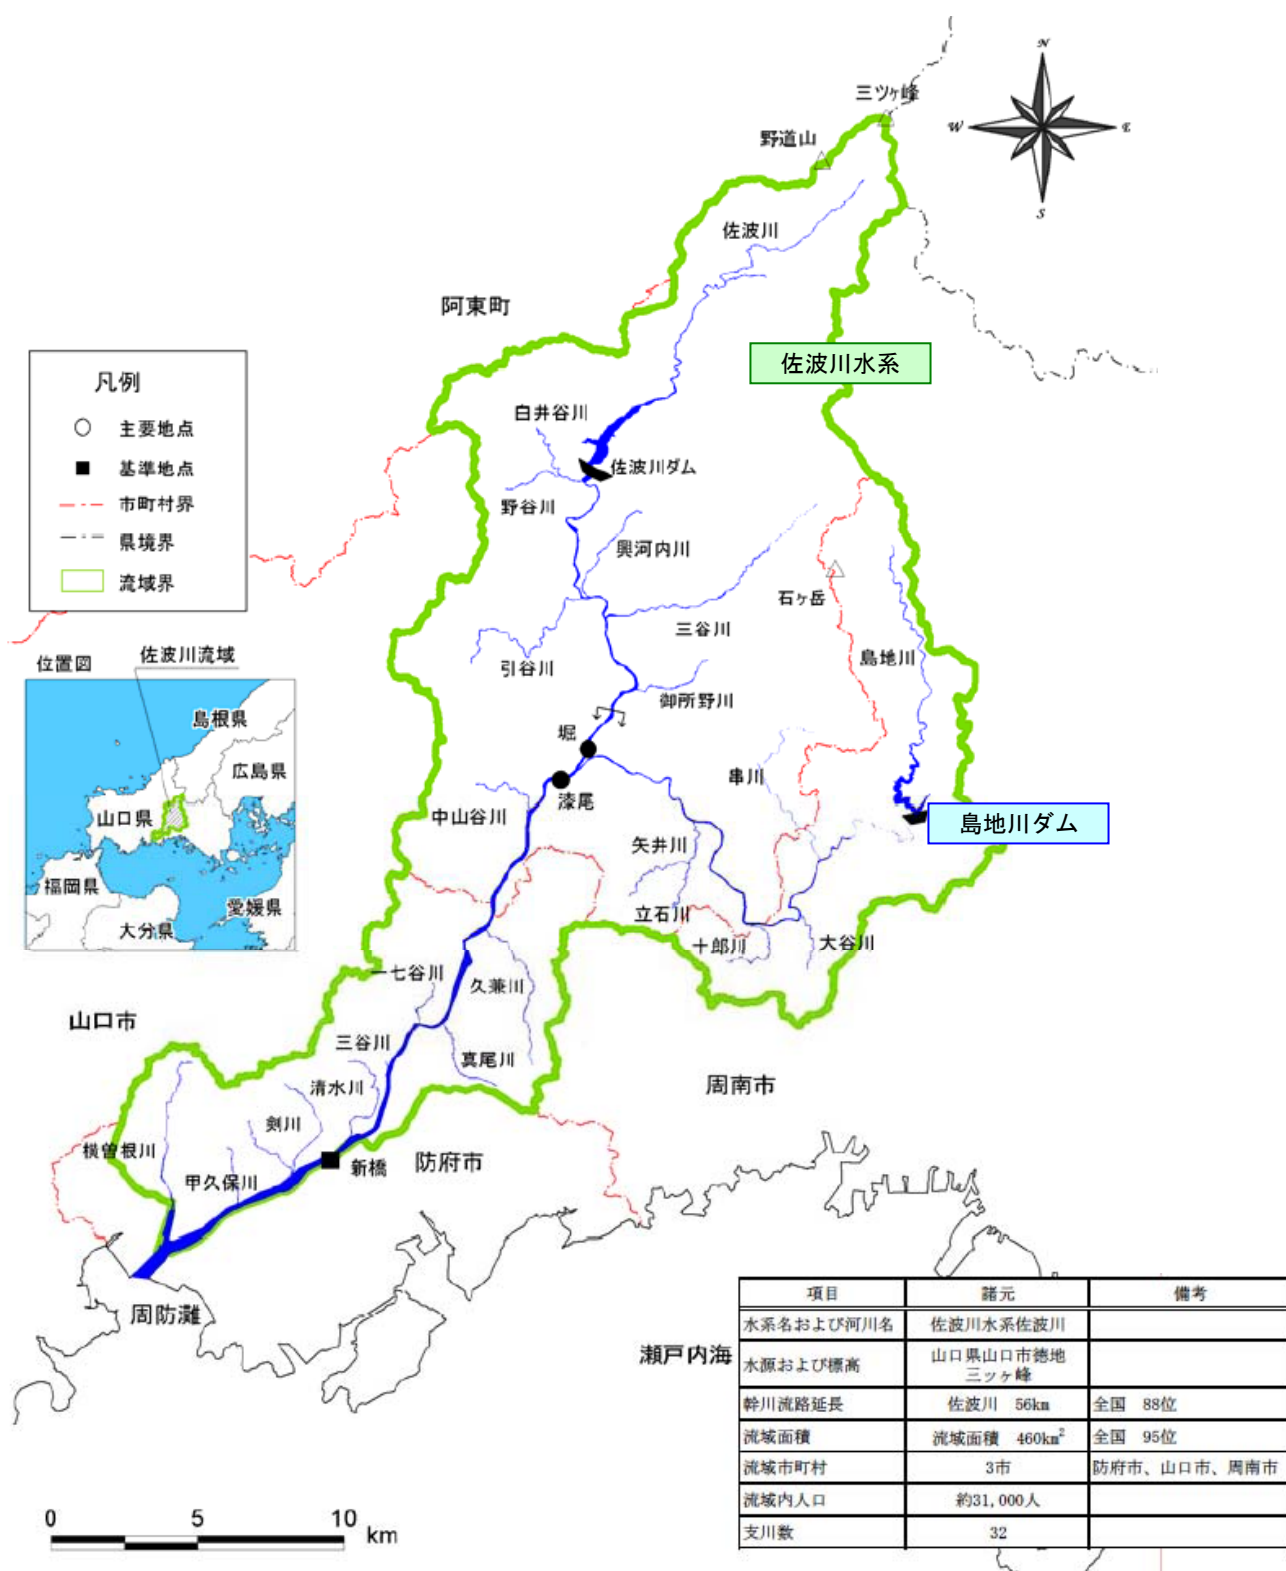 三ツヶ峰
N
W
E
S
野道山
佐波川
阿東町
佐波川水系
凡例
主要地点
基準地点
市町村界
県境界
流域界
白井谷川
佐波川ダム
野谷川
興河内川
石ヶ岳
三谷川
島地川
引谷川
御所野川
位置図
佐波川流域
島根県
広島県
山口県
福岡県
愛媛県
大分県
堀
漆尾
串川
島地川ダム
中山谷川
矢井川
立石川
十郎川
大谷川
一七谷川
久兼川
山口市
三谷川
真尾川
清水川
周南市
剣川
横曽根川
新橋
防府市
甲久保川
周防灘
瀬戸内海
項目 諸元 備考
水系名および河川名 佐波川水系佐波川
水源および標高 山口県山口市徳地
三ッヶ峰
幹川流路延長 佐波川 56km 全国 88位
流域面積 流域面積 460km² 全国 95位
流域市町村 3市 防府市、山口市、周南市
流域内人口 約31,000人
支川数 32
0 5 10
km